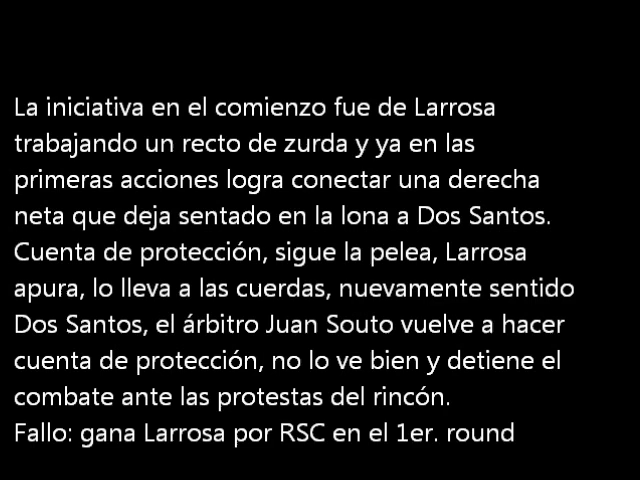 La iniciativa en el comienzo fue de Larrosa
trabajando un recto de zurda y ya en las
primeras acciones logra conectar una derecha
neta que deja sentado en la lona a Dos Santos.
Cuenta de protección, sigue la pelea, Larrosa
apura, lo lleva a las cuerdas, nuevamente sentido
Dos Santos, el árbitro Juan Souto vuelve a hacer
cuenta de protección, no lo ve bien y detiene el
combate ante las protestas del rincón.
Fallo: gana Larrosa por RSC en el 1er. round